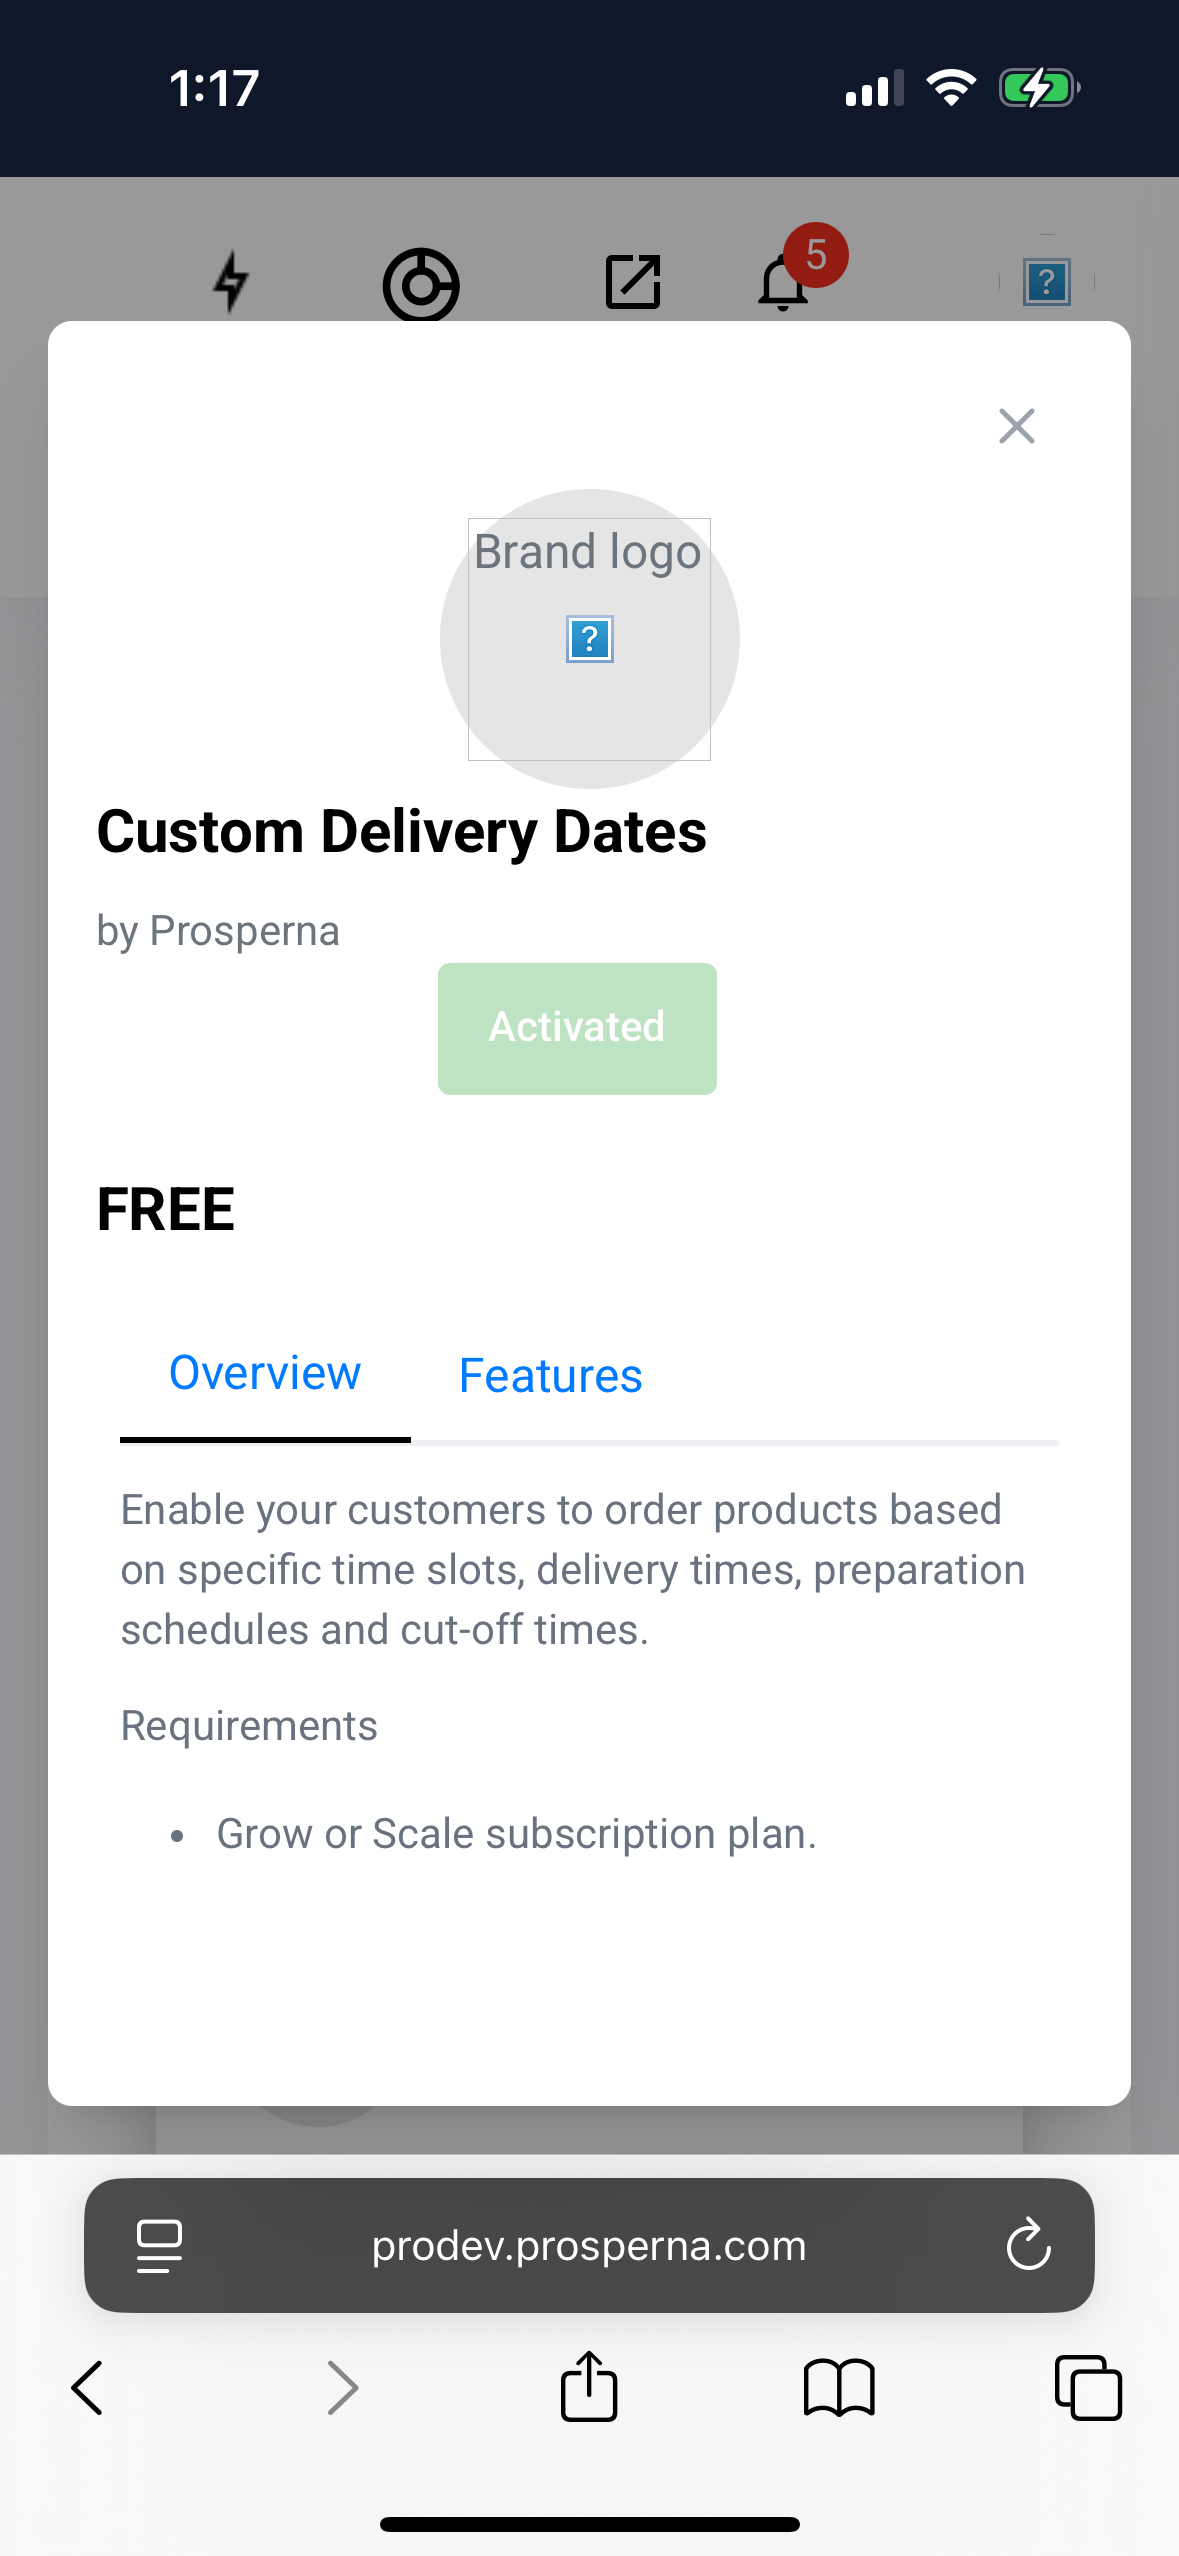 1:17
5
?
Brand logo
?
Custom Delivery Dates
by Prosperna
Activated
FREE
Overview
Features
Enable your customers to order products based
on specific time slots, delivery times, preparation
schedules and cut-off times.
Requirements
• Grow or Scale subscription plan.
prodev.prosperna.com